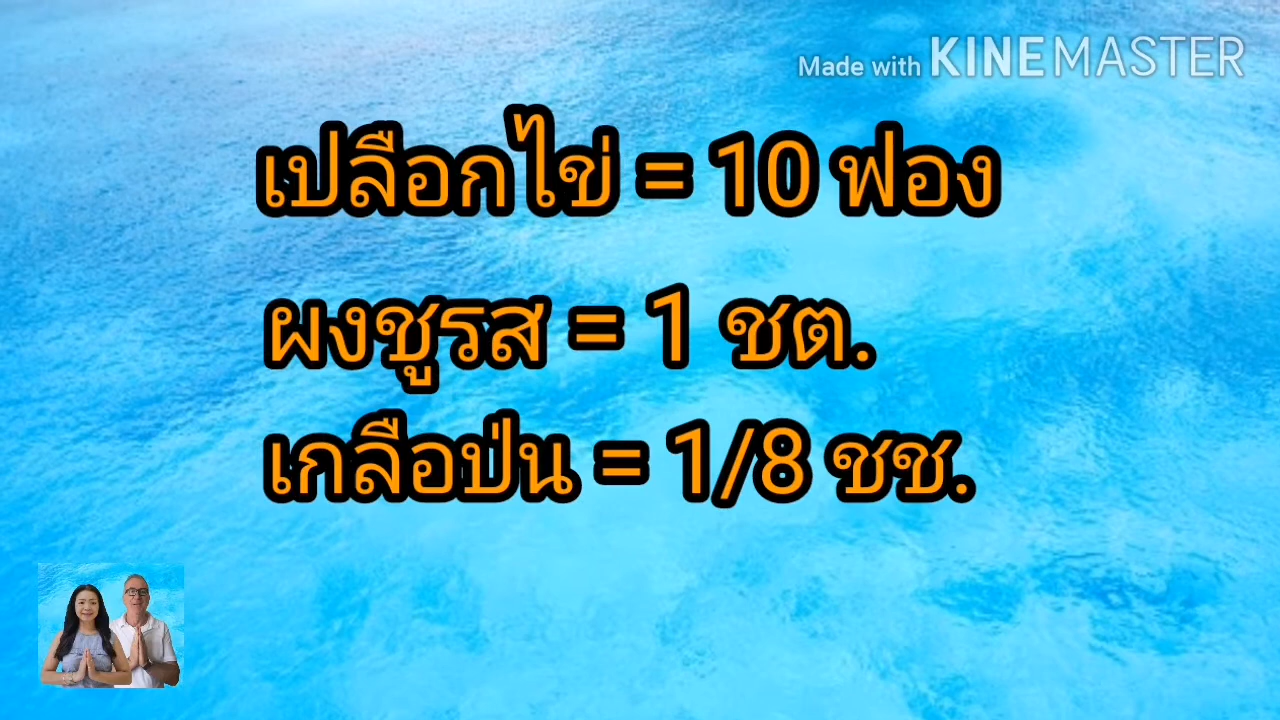 Made with KINEMASTER
เปลือกไข่ = 10 ฟอง
ผงชูรส = 1 ชต.
เกลือป่น = 1/8 ชช.